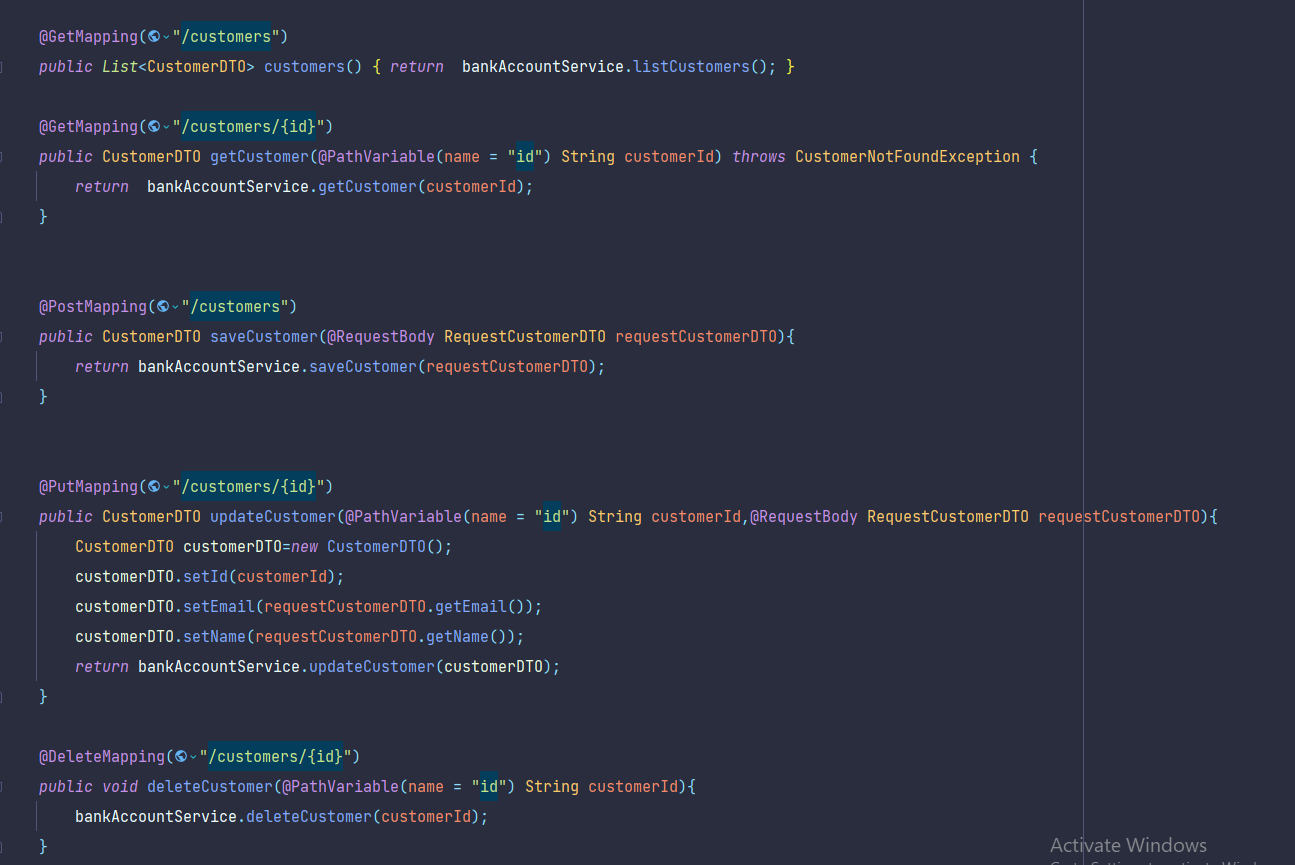 @GetMapping("/customers")
public List<CustomerDTO> customers() { return  bankAccountService.listCustomers(); }
@GetMapping("/customers/{id}")
public CustomerDTO getCustomer(@PathVariable(name = "id") String customerId) throws CustomerNotFoundException {
return  bankAccountService.getCustomer(customerId);
}
@PostMapping("/customers")
public CustomerDTO saveCustomer(@RequestBody RequestCustomerDTO requestCustomerDTO){
return bankAccountService.saveCustomer(requestCustomerDTO);
}
@PutMapping("/customers/{id}")
public CustomerDTO updateCustomer(@PathVariable(name = "id") String customerId,@RequestBody RequestCustomerDTO requestCustomerDTO){
CustomerDTO customerDTO=new CustomerDTO();
customerDTO.setId(customerId);
customerDTO.setEmail(requestCustomerDTO.getEmail());
customerDTO.setName(requestCustomerDTO.getName());
return bankAccountService.updateCustomer(customerDTO);
}
@DeleteMapping("/customers/{id}")
public void deleteCustomer(@PathVariable(name = "id") String customerId){
bankAccountService.deleteCustomer(customerId);
}
Activate Windows